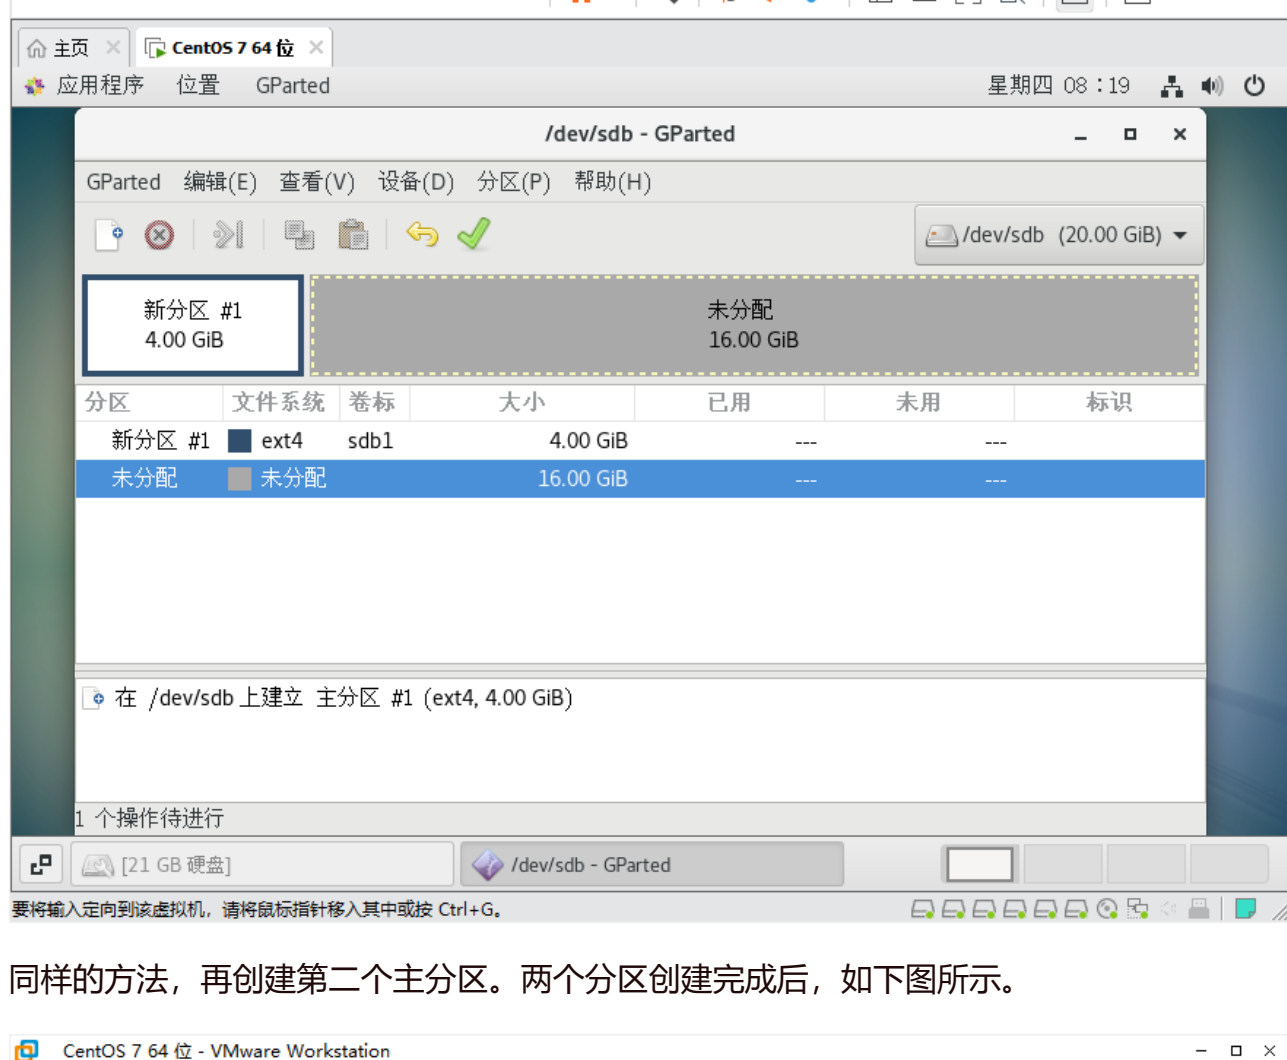 主页 CentOS 7 64 位
应用程序 位置 GParted 星期四 08：19
/dev/sdb - GParted
GParted 编辑(E) 查看(V) 设备(D) 分区(P) 帮助(H)
/dev/sdb (20.00 GiB)
新分区 #1
4.00 GiB
未分配
16.00 GiB
分区 文件系统 卷标 大小 已用 未用 标识
新分区 #1 ext4 sdb1 4.00 GiB --- ---
未分配 未分配 16.00 GiB --- ---
在 /dev/sdb 上建立 主分区 #1 (ext4, 4.00 GiB)
1 个操作待进行
[21 GB 硬盘] /dev/sdb - GParted
要将输入定向到该虚拟机，请将鼠标指针移入其中或按 Ctrl+G。
同样的方法，再创建第二个主分区。两个分区创建完成后，如下图所示。
CentOS 7 64 位 - VMware Workstation